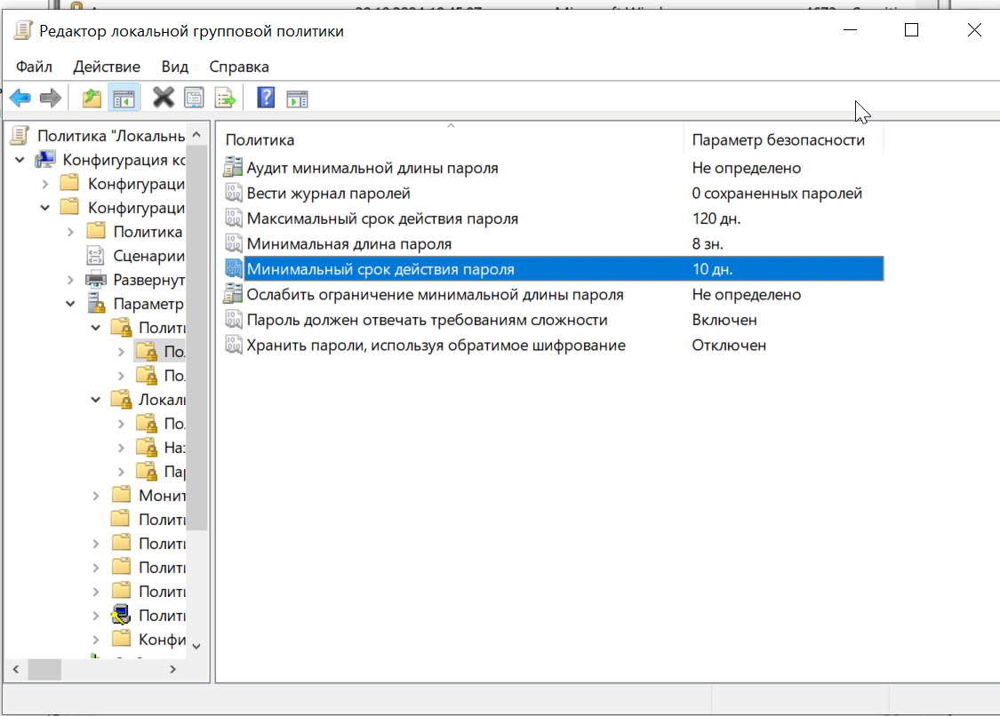 Редактор локальной групповой политики
Файл Действие Вид Справка
Политика "Локальнь
Конфигурация кс
Конфигураци
Конфигураци
Политика
Сценарии
Развернут
Параметр
Полити
По.
По.
Локалі
По.
На:
Пар
Монит
Полити
Полити
Полити
Полити
Полити
Конфи
Политика Параметр безопасности
Аудит минимальной длины пароля Не определено
Вести журнал паролей 0 сохраненных паролей
Максимальный срок действия пароля 120 дн.
Минимальная длина пароля 8 зн.
Минимальный срок действия пароля 10 дн.
Ослабить ограничение минимальной длины пароля Не определено
Пароль должен отвечать требованиям сложности Включен
Хранить пароли, используя обратимое шифрование Отключен